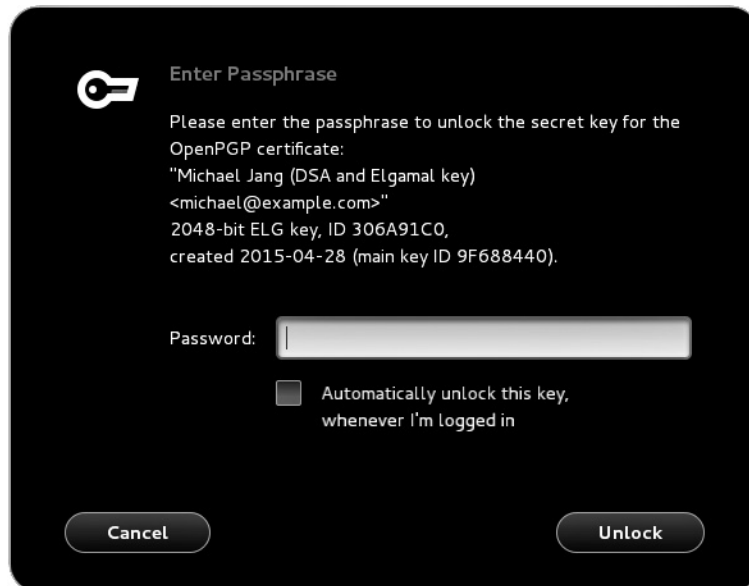 Enter Passphrase
Please enter the passphrase to unlock the secret key for the
OpenPGP certificate:
"Michael Jang (DSA and Elgamal key)
<michael@example.com>"
2048-bit ELG key, ID 306A91C0,
created 2015-04-28 (main key ID 9F688440).
Password:
Automatically unlock this key,
whenever I'm logged in
Cancel
Unlock